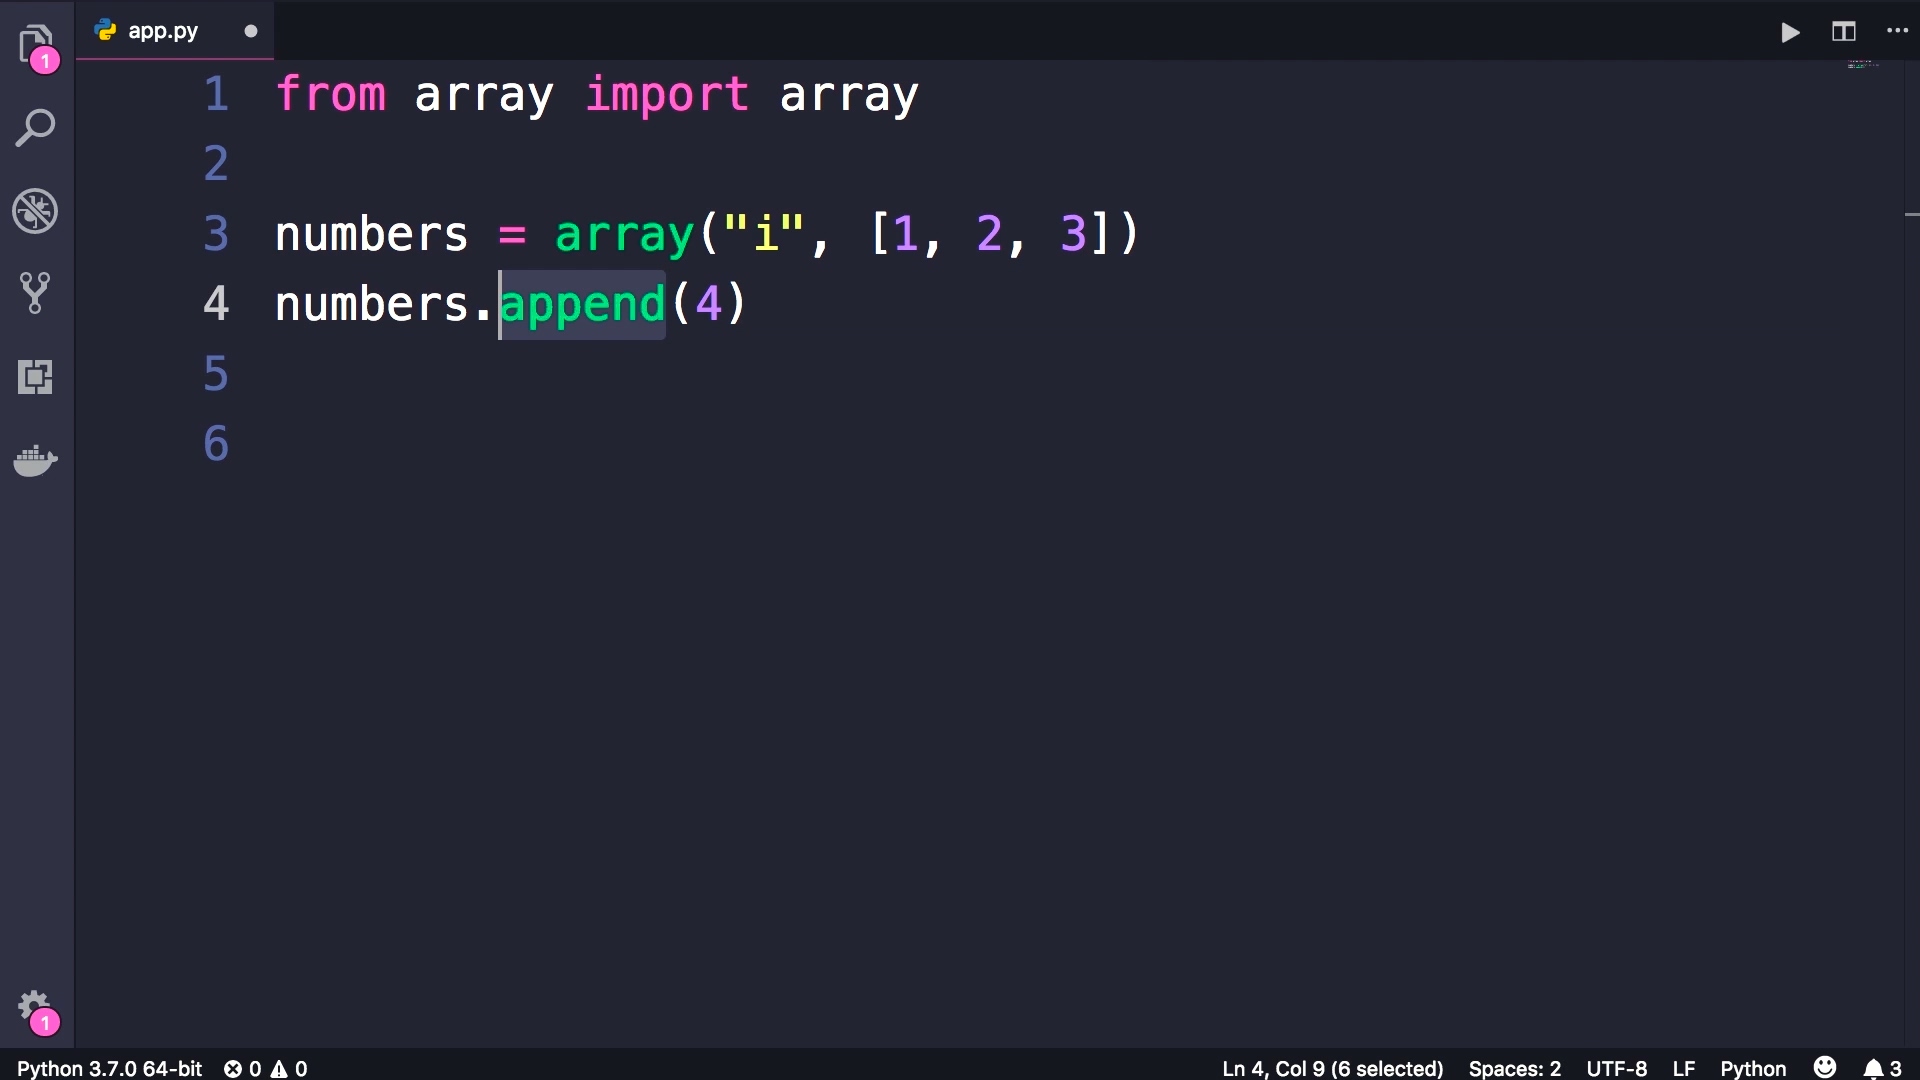 app.py
1
1 from array import array
2
3 numbers = array("i", [1, 2, 3])
4 numbers.append(4)
5
6
1
Python 3.7.0 64-bit 0 0 Ln 4, Col 9 (6 selected) Spaces: 2 UTF-8 LF Python 3